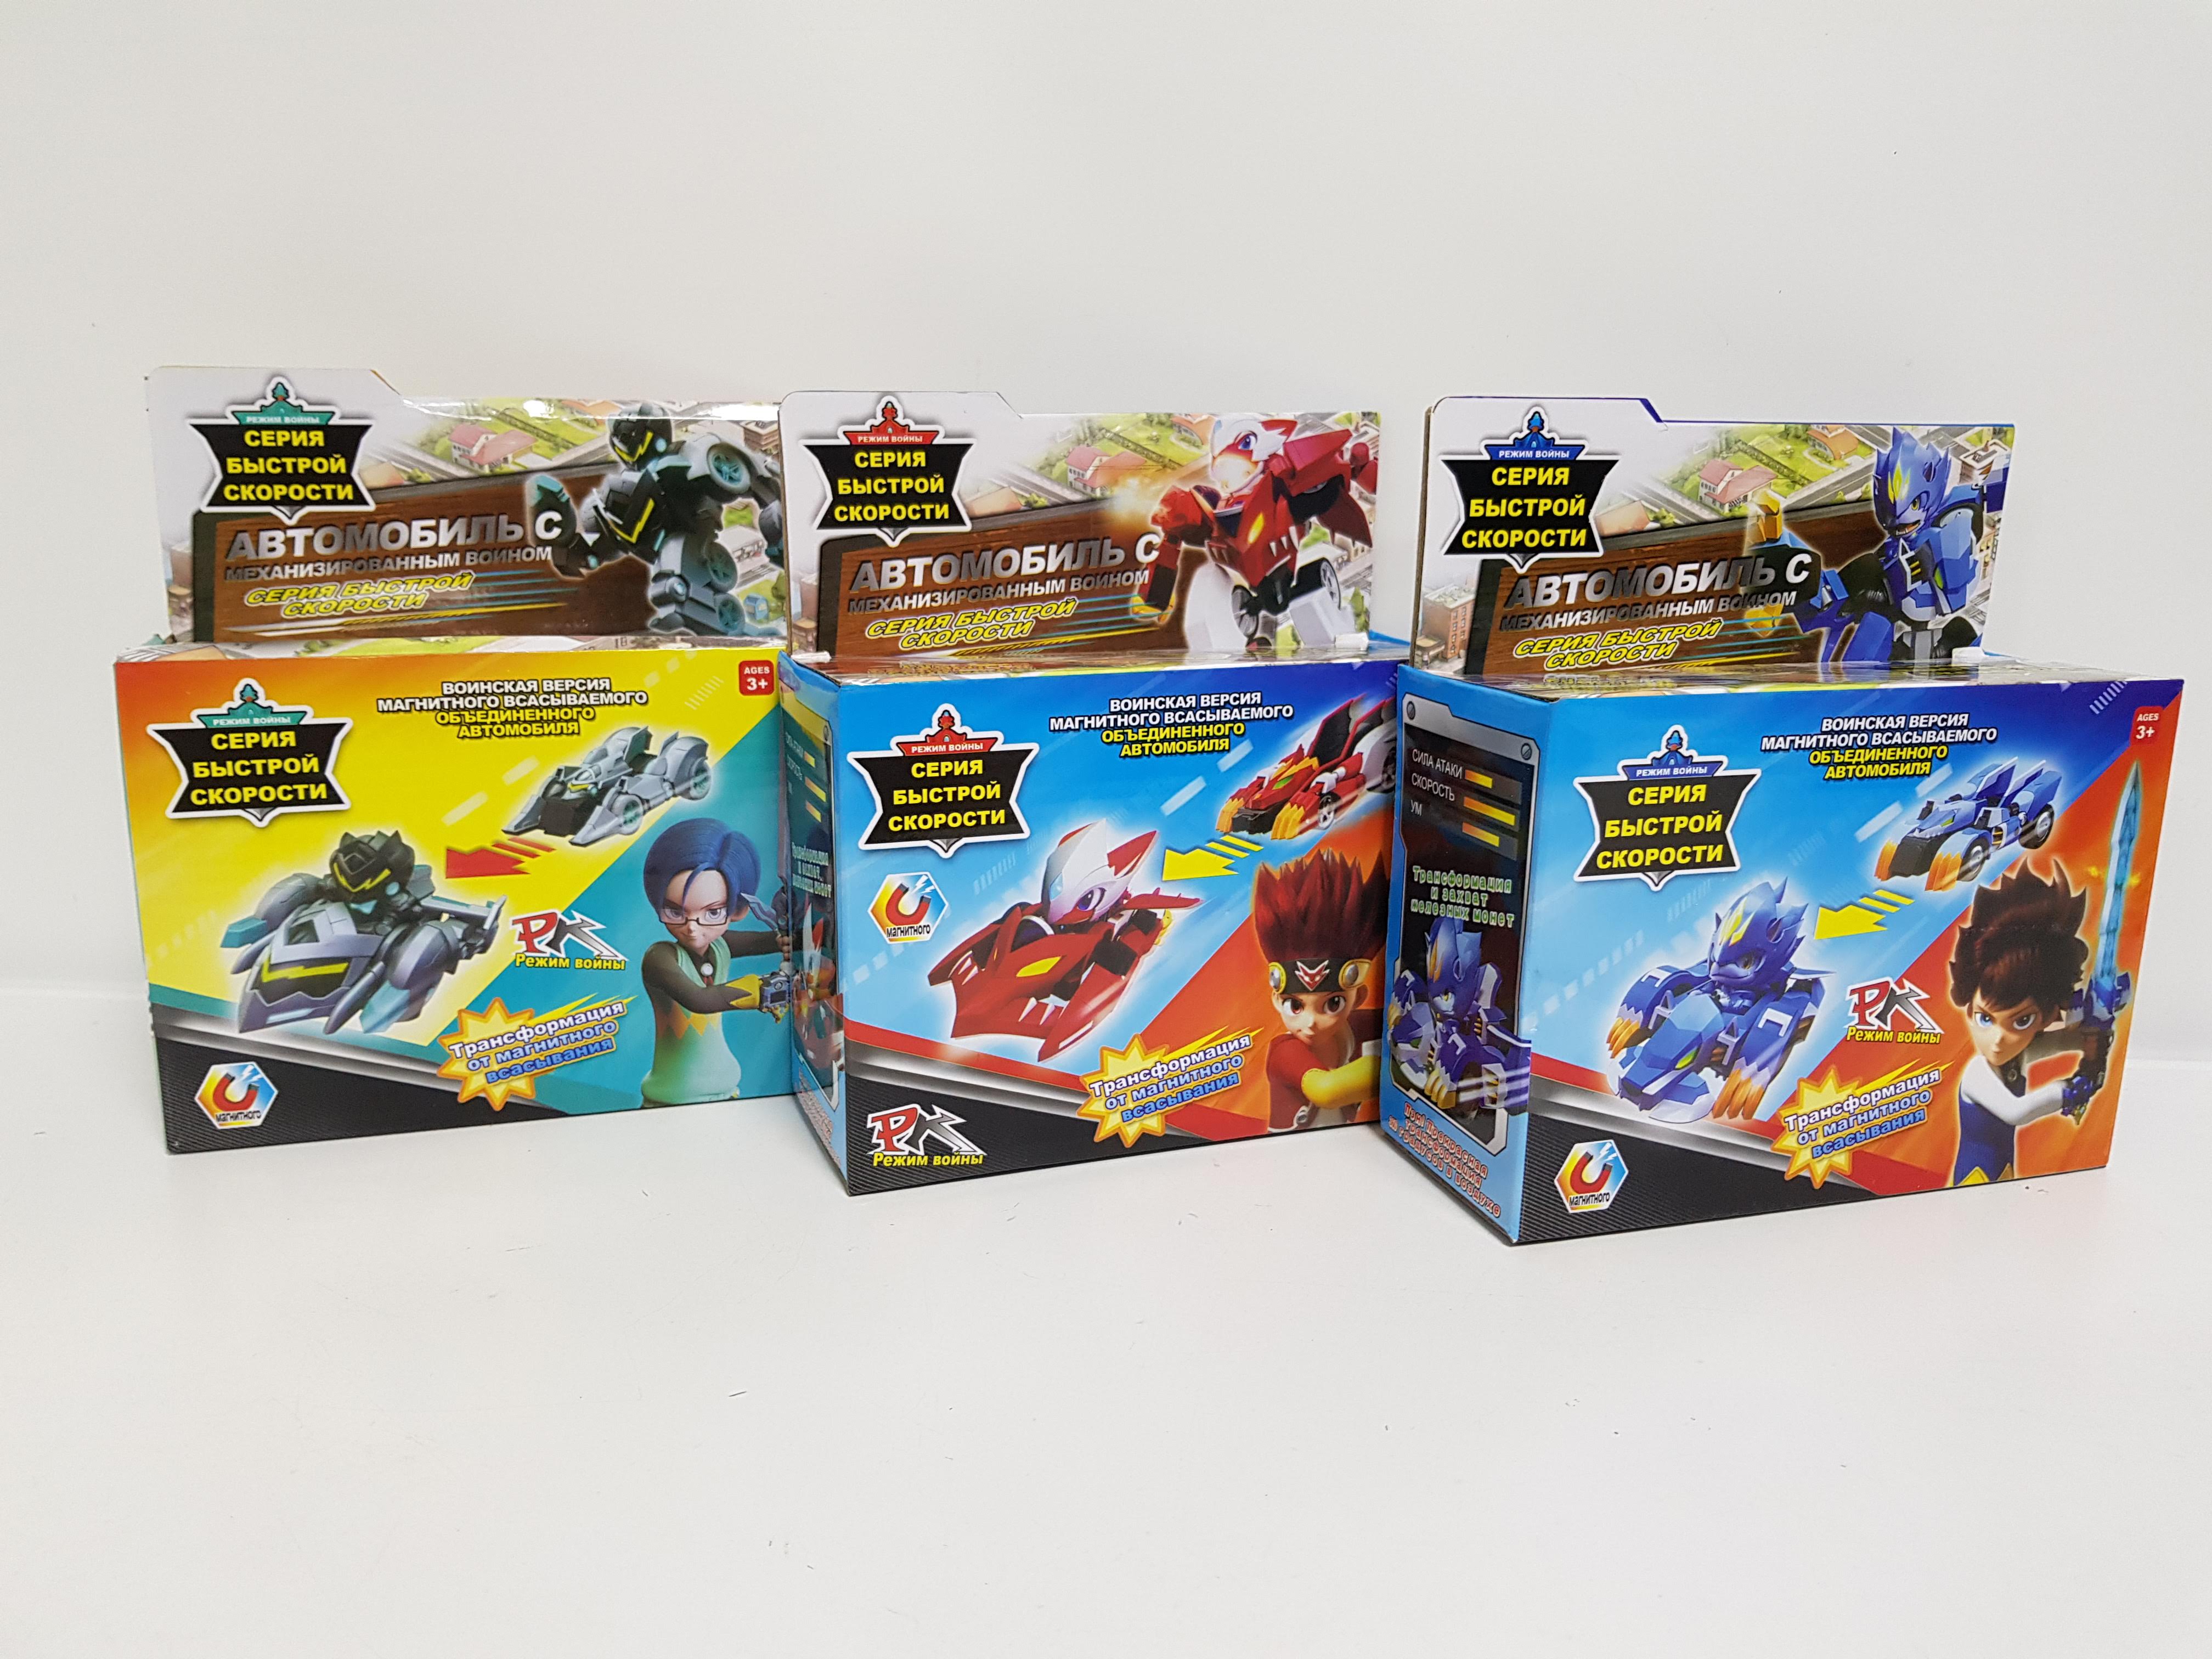 РЕЖИМ ВОЙНЫ
СЕРИЯ
БЫСТРОЙ
СКОРОСТИ
АВТОМОБИЛЬ С
МЕХАНИЗИРОВАННЫМ ВОИНОМ
СЕРИЯ БЫСТРОЙ
СКОРОСТИ
AGES
3+
ВОИНСКАЯ ВЕРСИЯ
МАГНИТНОГО ВСАСЫВАЕМОГО
ОБЪЕДИНЕННОГО
АВТОМОБИЛЯ
РЕЖИМ ВОЙНЫ
СЕРИЯ
БЫСТРОЙ
СКОРОСТИ
PK
Режим войны
Трансформация
от магнитного
всасывания
магнитного
РЕЖИМ ВОЙНЫ
СЕРИЯ
БЫСТРОЙ
СКОРОСТИ
АВТОМОБИЛЬ С
МЕХАНИЗИРОВАННЫМ ВОИНОМ
СЕРИЯ БЫСТРОЙ
СКОРОСТИ
ВОИНСКАЯ ВЕРСИЯ
МАГНИТНОГО ВСАСЫВАЕМОГО
ОБЪЕДИНЕННОГО
АВТОМОБИЛЯ
РЕЖИМ ВОЙНЫ
СЕРИЯ
БЫСТРОЙ
СКОРОСТИ
магнитного
Трансформация
от магнитного
всасывания
PK
Режим войны
РЕЖИМ ВОЙНЫ
СЕРИЯ
БЫСТРОЙ
СКОРОСТИ
АВТОМОБИЛЬ С
МЕХАНИЗИРОВАННЫМ ВОИНОМ
СЕРИЯ БЫСТРОЙ
СКОРОСТИ
СИЛА АТАКИ
СКОРОСТЬ
УМ
Трансформация
и захват
железных монет
AGES
3+
ВОИНСКАЯ ВЕРСИЯ
МАГНИТНОГО ВСАСЫВАЕМОГО
ОБЪЕДИНЕННОГО
АВТОМОБИЛЯ
РЕЖИМ ВОЙНЫ
СЕРИЯ
БЫСТРОЙ
СКОРОСТИ
PK
Режим войны
Трансформация
от магнитного
всасывания
магнитного